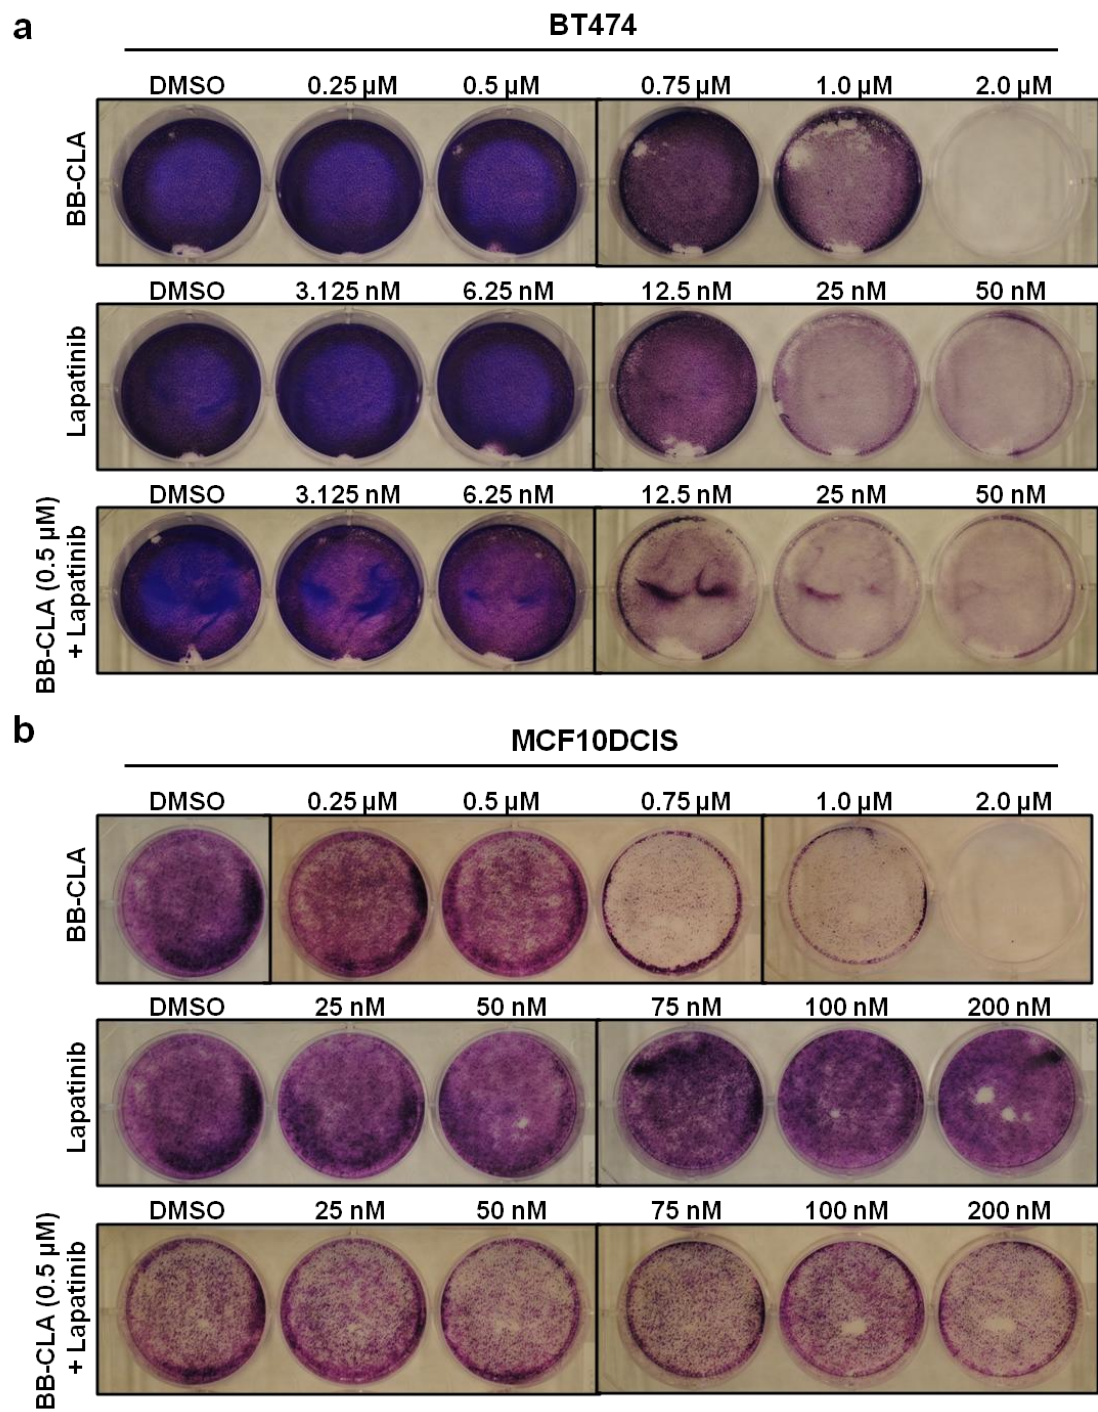 a
BT474
DMSO 0.25 µM 0.5 µM 0.75 µM 1.0 µM 2.0 µM
BB-CLA
DMSO 3.125 nM 6.25 nM 12.5 nM 25 nM 50 nM
Lapatinib
DMSO 3.125 nM 6.25 nM 12.5 nM 25 nM 50 nM
BB-CLA (0.5 µM)
+ Lapatinib
b
MCF10DCIS
DMSO 0.25 µM 0.5 µM 0.75 µM 1.0 µM 2.0 µM
BB-CLA
DMSO 25 nM 50 nM 75 nM 100 nM 200 nM
Lapatinib
DMSO 25 nM 50 nM 75 nM 100 nM 200 nM
BB-CLA (0.5 µM)
+ Lapatinib